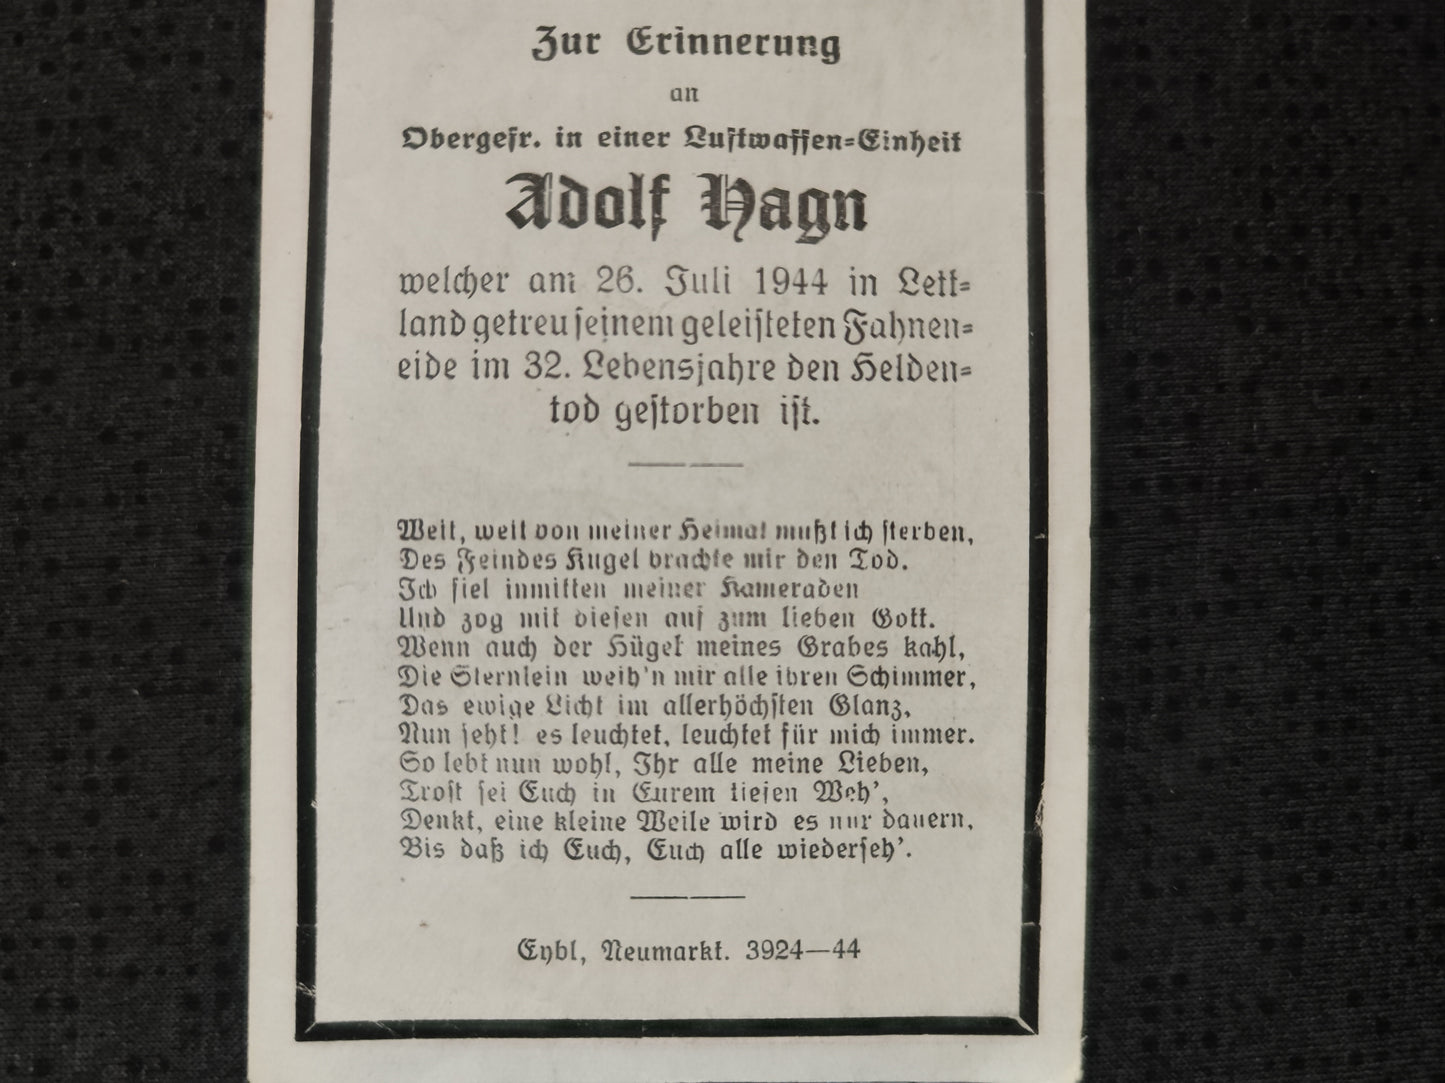 Zur Erinnerung
an
Obergefr. in einer Luftwaffen-Einheit
Adolf Hagn
welcher am 26. Juli 1944 in Lett-
land getreu seinem geleisteten Fahnen-
eide im 32. Lebensjahre den Helden-
tod gestorben ist.
Weit, weit von meiner Heimat mußt ich sterben,
Des Feindes Kugel brachte mir den Tod.
Ich fiel inmitten meiner Kameraden
Und zog mit diesen auf zum lieben Gott.
Wenn auch der Hügel meines Grabes kahl,
Die Sternlein weih'n mir alle ihren Schimmer,
Das ewige Licht im allerhöchsten Glanz,
Nun seht! es leuchtet, leuchtet für mich immer.
So lebt nun wohl, Ihr alle meine Lieben,
Trost sei Euch in Eurem tiefen Weh',
Denkt, eine kleine Weile wird es nur dauern,
Bis daß ich Euch, Euch alle wiederseh'.
Eybl, Neumarkt. 3924—44